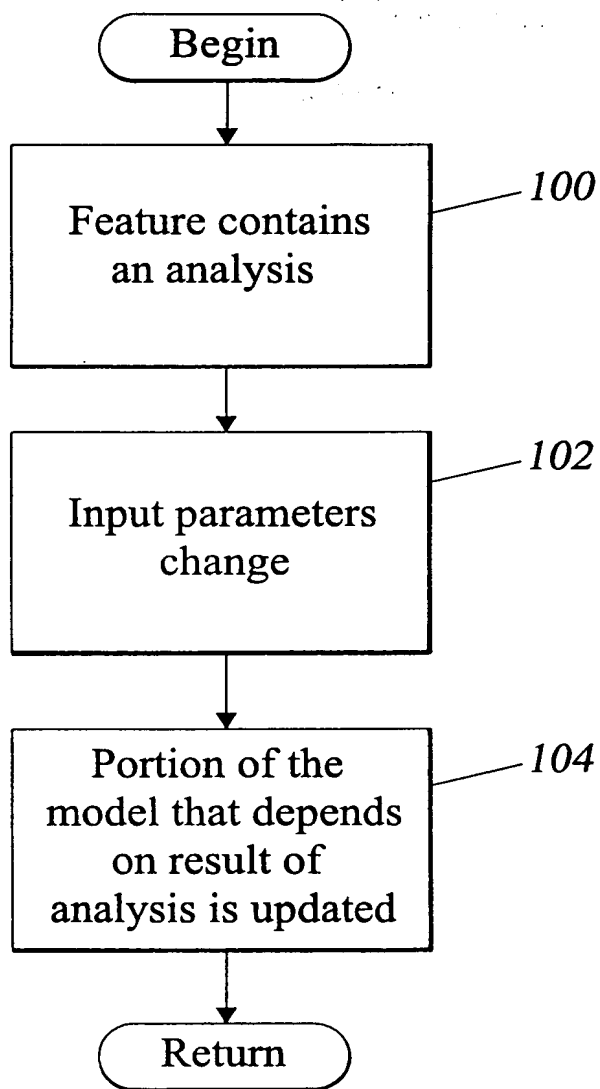 Begin
Feature contains
an analysis
100
Input parameters
change
102
Portion of the
model that depends
on result of
analysis is updated
104
Return